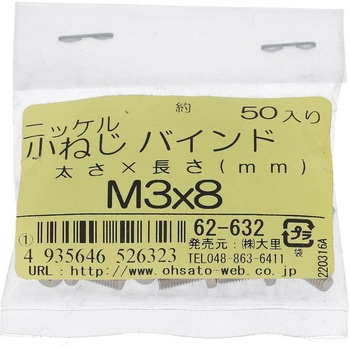 約 50入り
ニッケル
小ねじ バインド
太さ×長さ(mm)
M3x8
62-632
発売元:㈱大里
TEL048-863-6411
プラ
袋
①
4 935646 526323
URL:http://www.ohsato-web.co.jp
220316A